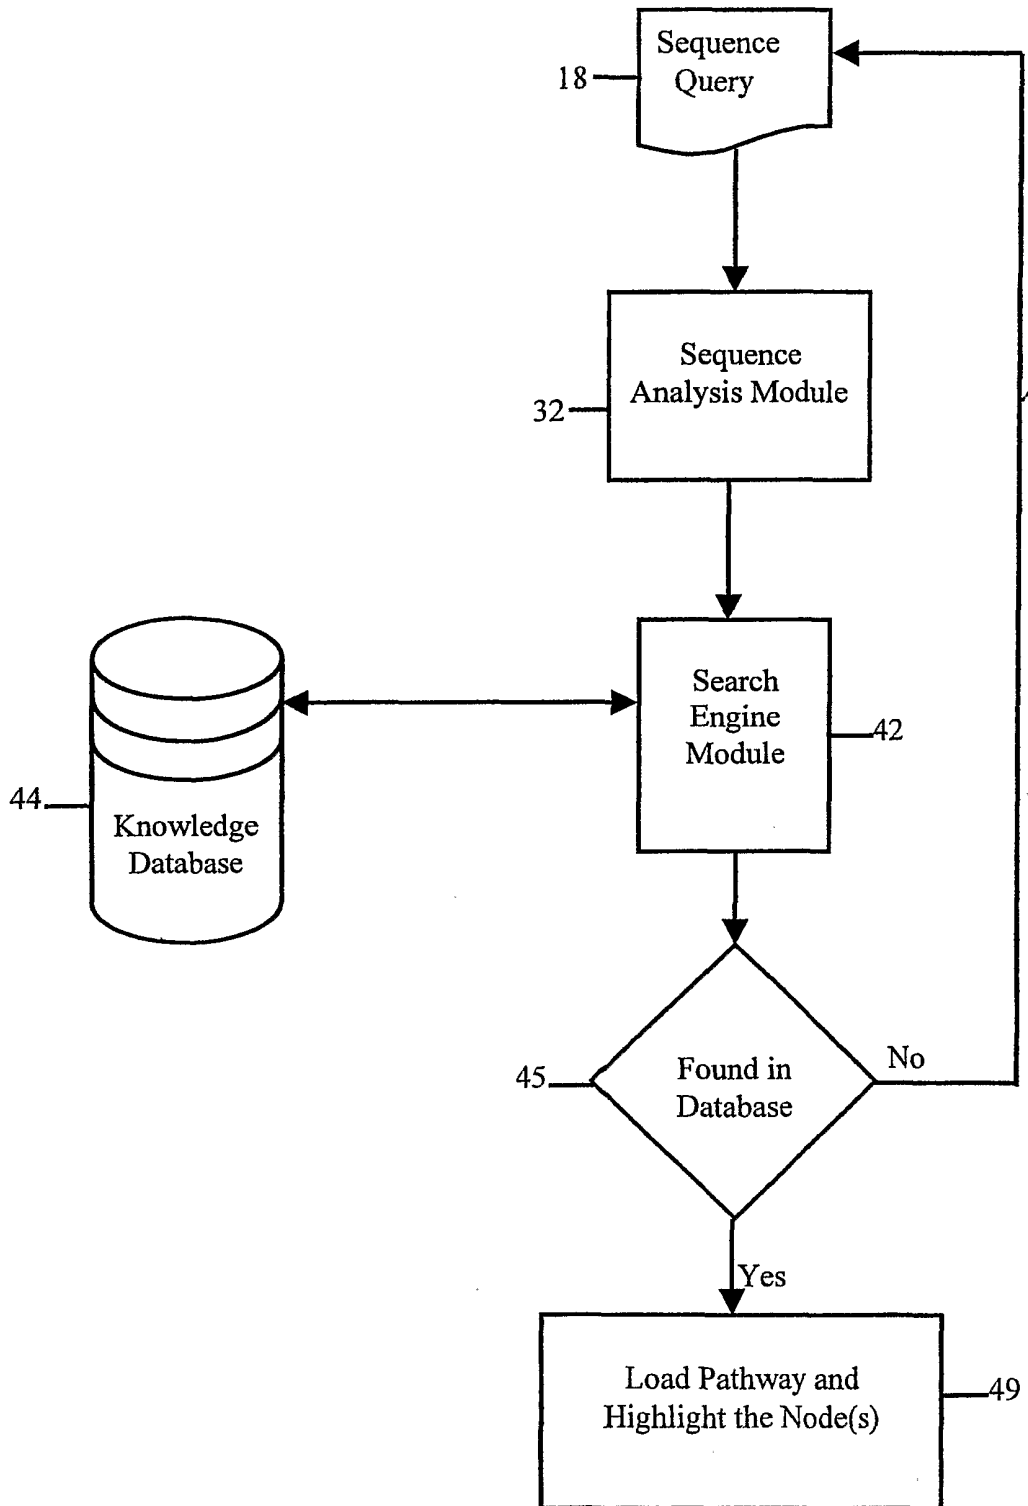 Sequence
Query
18
Sequence
Analysis Module
32
Search
Engine
Module
42
44
Knowledge
Database
45
Found in
Database
No
Yes
Load Pathway and
Highlight the Node(s)
49